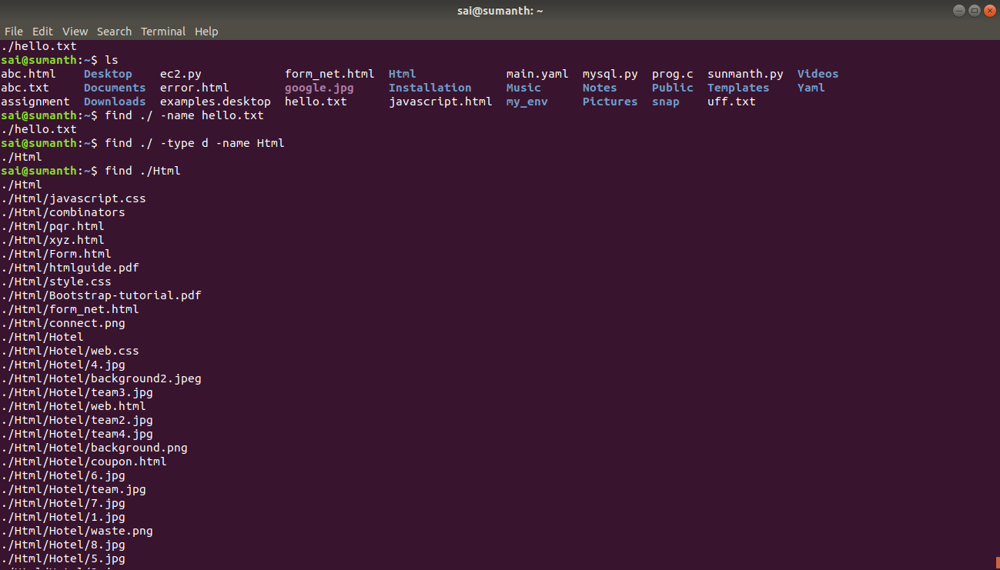 sai@sumanth: ~
File Edit View Search Terminal Help
./hello.txt
sai@sumanth:~$ ls
abc.html Desktop ec2.py form_net.html Html main.yaml mysql.py prog.c sunmanth.py Videos
abc.txt Documents error.html google.jpg Installation Music Notes Public Templates Yaml
assignment Downloads examples.desktop hello.txt javascript.html my_env Pictures snap uff.txt
sai@sumanth:~$ find ./ -name hello.txt
./hello.txt
sai@sumanth:~$ find ./ -type d -name Html
./Html
sai@sumanth:~$ find ./Html
./Html
./Html/javascript.css
./Html/combinators
./Html/pqr.html
./Html/xyz.html
./Html/Form.html
./Html/htmlguide.pdf
./Html/style.css
./Html/Bootstrap-tutorial.pdf
./Html/form_net.html
./Html/connect.png
./Html/Hotel
./Html/Hotel/web.css
./Html/Hotel/4.jpg
./Html/Hotel/background2.jpeg
./Html/Hotel/team3.jpg
./Html/Hotel/web.html
./Html/Hotel/team2.jpg
./Html/Hotel/team4.jpg
./Html/Hotel/background.png
./Html/Hotel/coupon.html
./Html/Hotel/6.jpg
./Html/Hotel/team.jpg
./Html/Hotel/7.jpg
./Html/Hotel/1.jpg
./Html/Hotel/waste.png
./Html/Hotel/8.jpg
./Html/Hotel/5.jpg